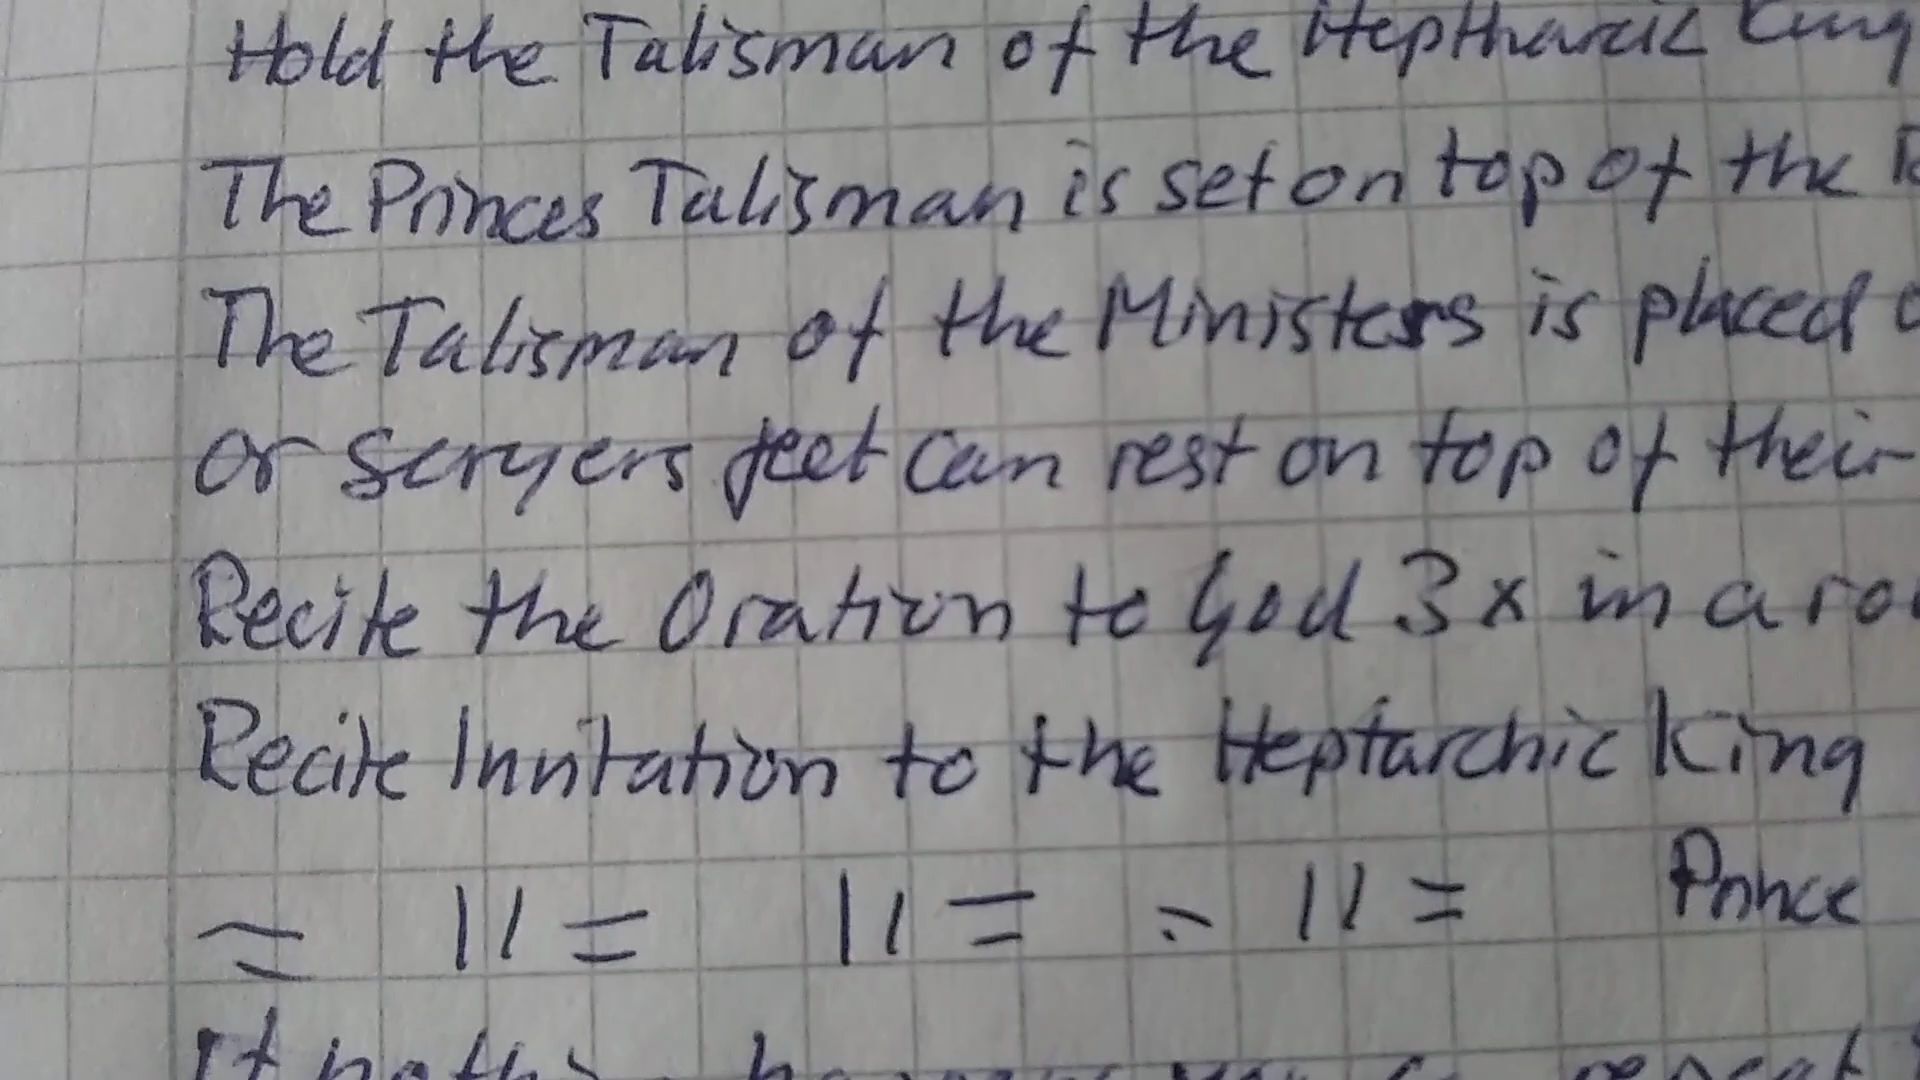 Hold the Talisman of the Heptharcic King
The Princes Talisman is set on top of the
The Talisman of the Ministers is placed
or scryers feet can rest on top of their
Recite the Oration to God 3x in a
Recite Invitation to the Heptarchic King
= 11 = 11 = - 11 = Prince
If